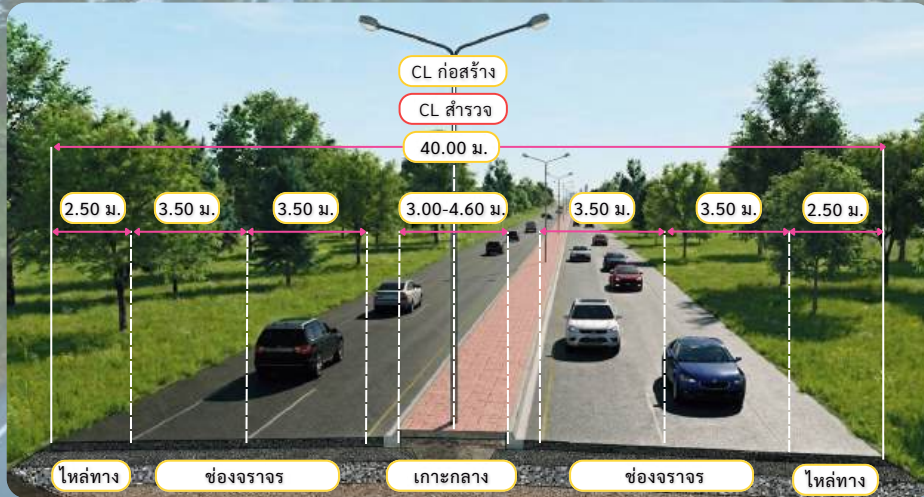 CL ก่อสร้าง
CL สำรวจ
40.00 ม.
2.50 ม.
3.50 ม.
3.50 ม.
3.00-4.60 ม.
3.50 ม.
3.50 ม.
2.50 ม.
ไหล่ทาง
ช่องจราจร
เกาะกลาง
ช่องจราจร
ไหล่ทาง